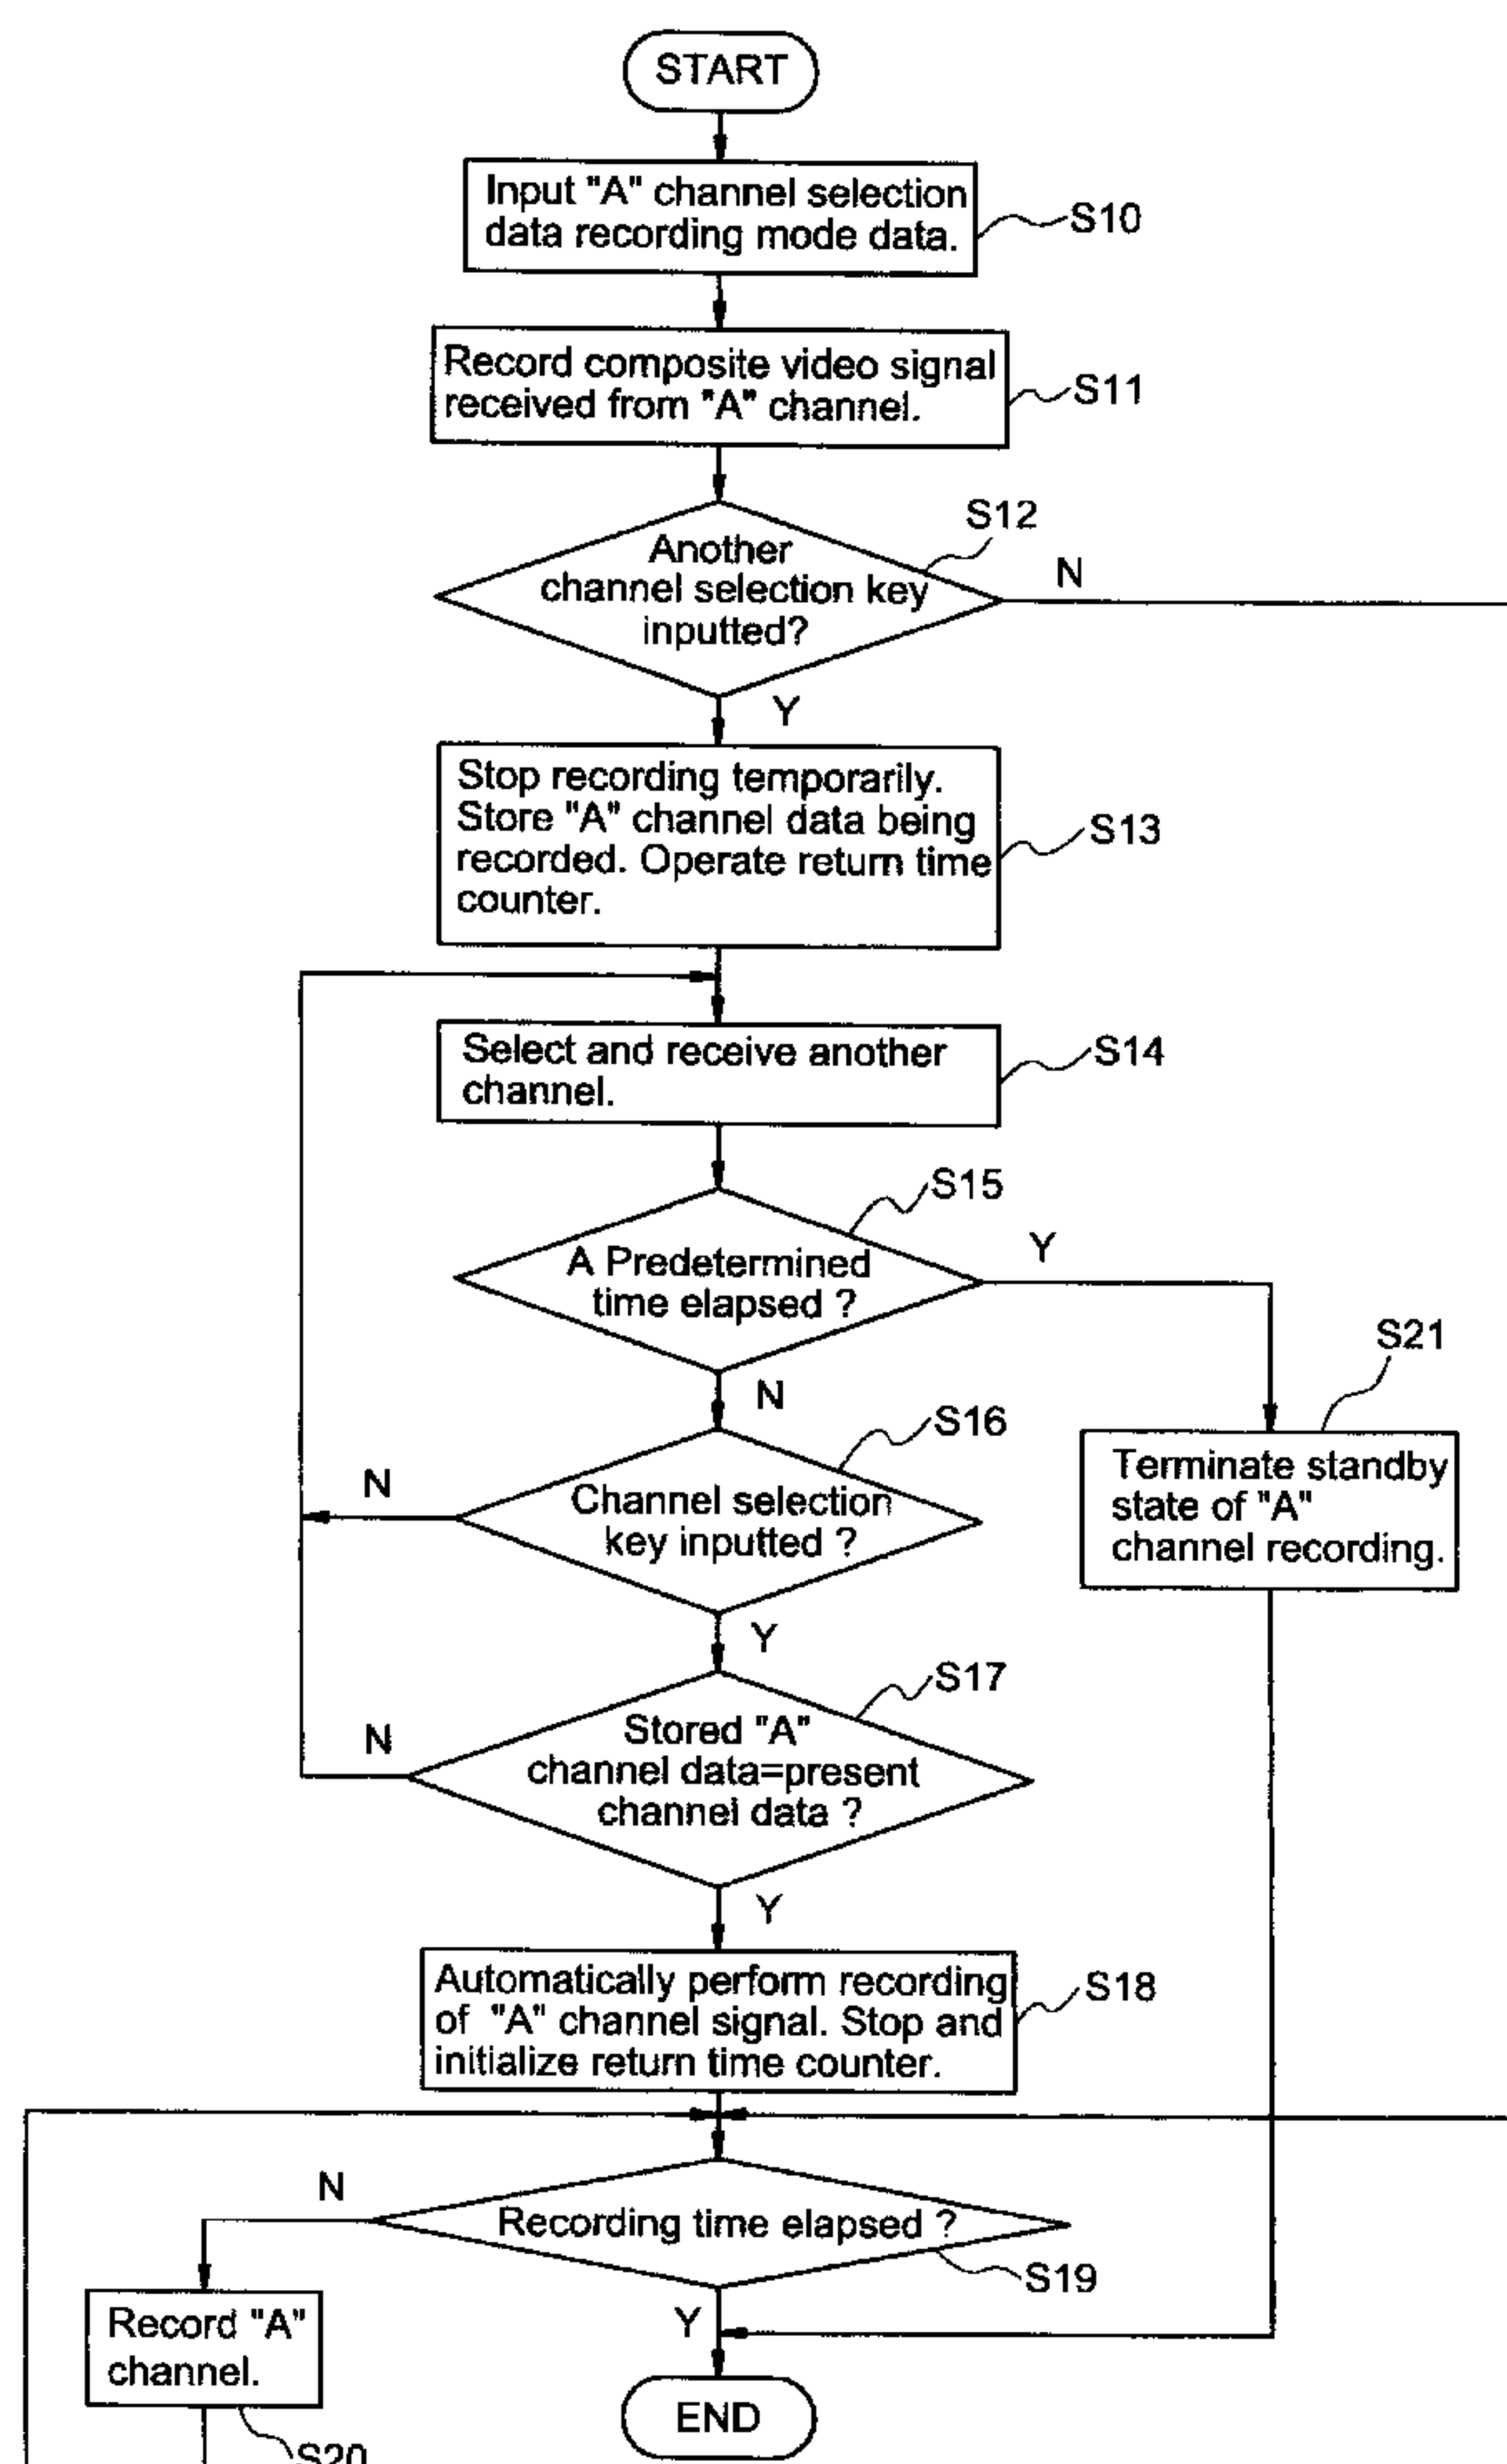 START
Input "A" channel selection
data recording mode data.
S10
Record composite video signal
received from "A" channel.
S11
S12
Another
channel selection key
inputted?
N
Y
Stop recording temporarily.
Store "A" channel data being
recorded. Operate return time
counter.
S13
Select and receive another
channel.
S14
S15
A Predetermined
time elapsed ?
Y
N
S21
Terminate standby
state of "A"
channel recording.
S16
Channel selection
key inputted ?
N
Y
S17
Stored "A"
channel data=present
channel data ?
N
Y
Automatically perform recording
of "A" channel signal. Stop and
initialize return time counter.
S18
N
Recording time elapsed ?
S19
Y
Record "A"
channel.
S20
END